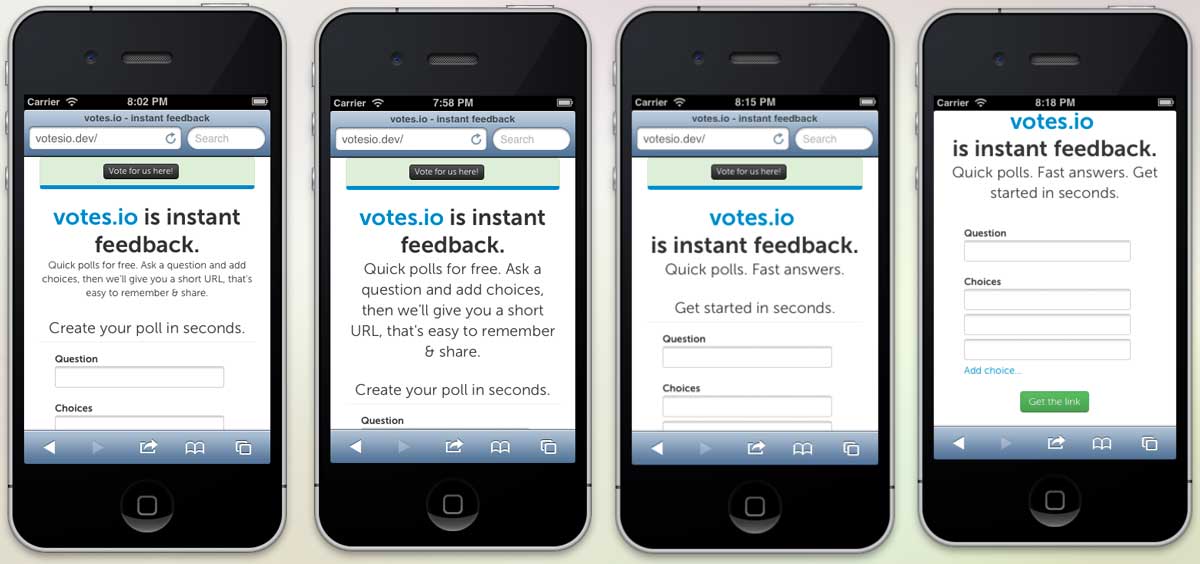 Carrier 8:02 PM
votes.io - instant feedback
votesio.dev/ Search
Vote for us here!
votes.io is instant
feedback.
Quick polls for free. Ask a question and add
choices, then we'll give you a short URL, that's
easy to remember & share.
Create your poll in seconds.
Question
Choices
Carrier 7:58 PM
votes.io - instant feedback
votesio.dev/ Search
Vote for us here!
votes.io is instant
feedback.
Quick polls for free. Ask a
question and add choices,
then we'll give you a short
URL, that's easy to remember
& share.
Create your poll in seconds.
Question
Carrier 8:15 PM
votes.io - instant feedback
votesio.dev/ Search
Vote for us here!
votes.io
is instant feedback.
Quick polls. Fast answers.
Get started in seconds.
Question
Choices
Carrier 8:18 PM
votes.io
is instant feedback.
Quick polls. Fast answers. Get
started in seconds.
Question
Choices
Add choice...
Get the link